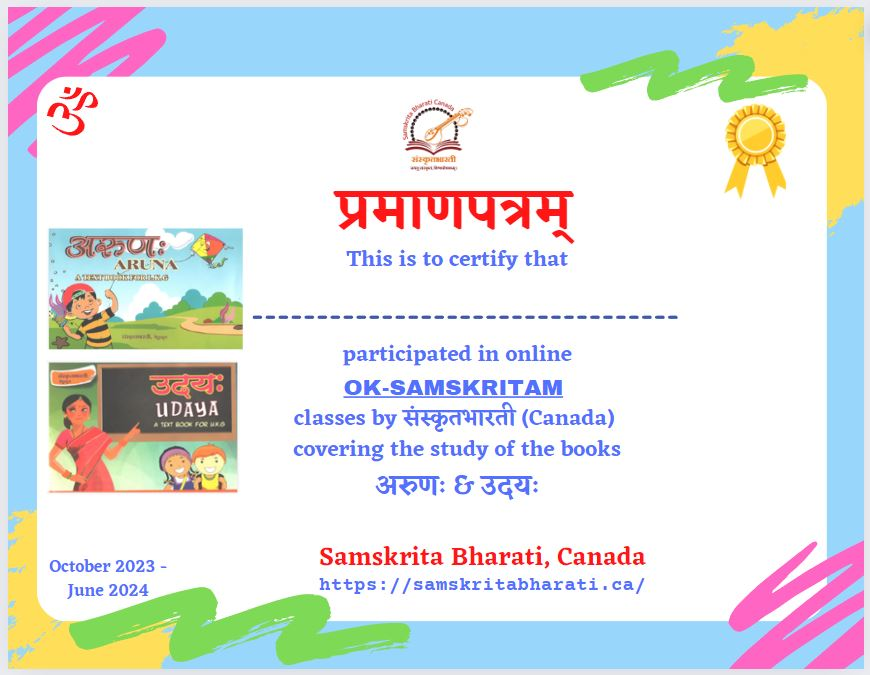 ॐ
Samskrita Bharati Canada
संस्कृतभारती
प्रमाणपत्रम्
This is to certify that
अरुणः
ARUNA
A TEXT BOOK FOR L.K.G
participated in online
OK-SAMSKRITAM
classes by संस्कृतभारती (Canada)
covering the study of the books
अरुणः & उदयः
उदयः
UDAYA
A TEXT BOOK FOR U.K.G
October 2023 -
June 2024
Samskrita Bharati, Canada
https://samskritabharati.ca/